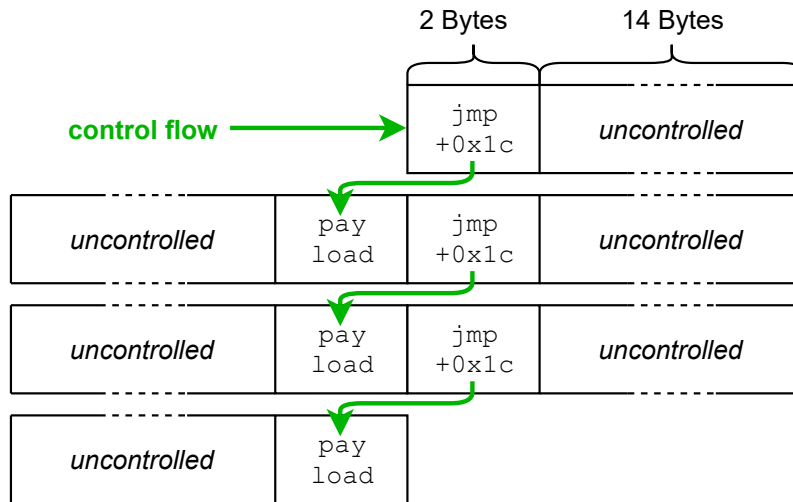 2 Bytes 14 Bytes
control flow
jmp
+0x1c
uncontrolled
uncontrolled
pay
load
jmp
+0x1c
uncontrolled
uncontrolled
pay
load
jmp
+0x1c
uncontrolled
uncontrolled
pay
load